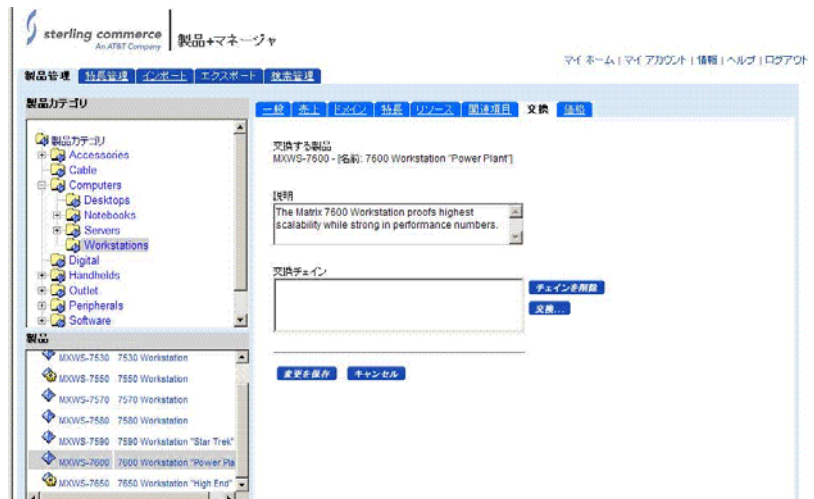 sterling commerce
An AT&T Company
製品+マネージャ
マイ ホーム | マイ アカウント | 情報 | ヘルプ | ログアウト
製品管理 特長管理 インポート エクスポート 検索管理
製品カテゴリ
製品カテゴリ
Accessories
Cable
Computers
Desktops
Notebooks
Servers
Workstations
Digital
Handhelds
Outlet
Peripherals
Software
製品
MXWS-7530 7530 Workstation
MXWS-7550 7550 Workstation
MXWS-7570 7570 Workstation
MXWS-7580 7580 Workstation
MXWS-7590 7590 Workstation "Star Trek"
MXWS-7600 7600 Workstation "Power Pla
MXWS-7650 7650 Workstation "High End"
一般 売上 ドメイン 特長 リソース 関連項目 交換 価格
交換する製品
MXWS-7600 - [名前: 7600 Workstation "Power Plant"]
説明
The Matrix 7600 Workstation proofs highest
scalability while strong in performance numbers.
交換チェイン
チェインを削除
交換...
変更を保存 キャンセル